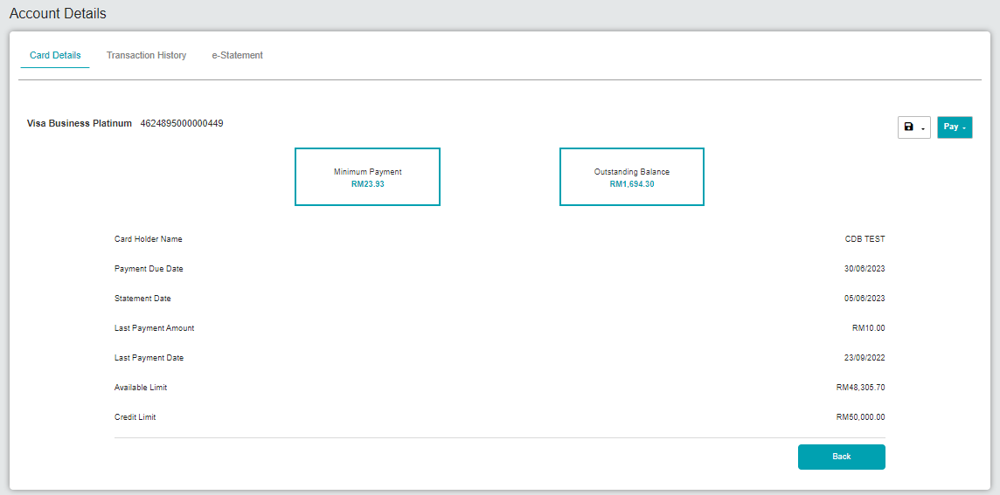 Account Details
Card Details Transaction History e-Statement
Visa Business Platinum 4624895000000449
Pay
Minimum Payment Outstanding Balance
RM23.93 RM1,694.30
Card Holder Name CDB TEST
Payment Due Date 30/06/2023
Statement Date 05/06/2023
Last Payment Amount RM10.00
Last Payment Date 23/09/2022
Available Limit RM48,305.70
Credit Limit RM50,000.00
Back